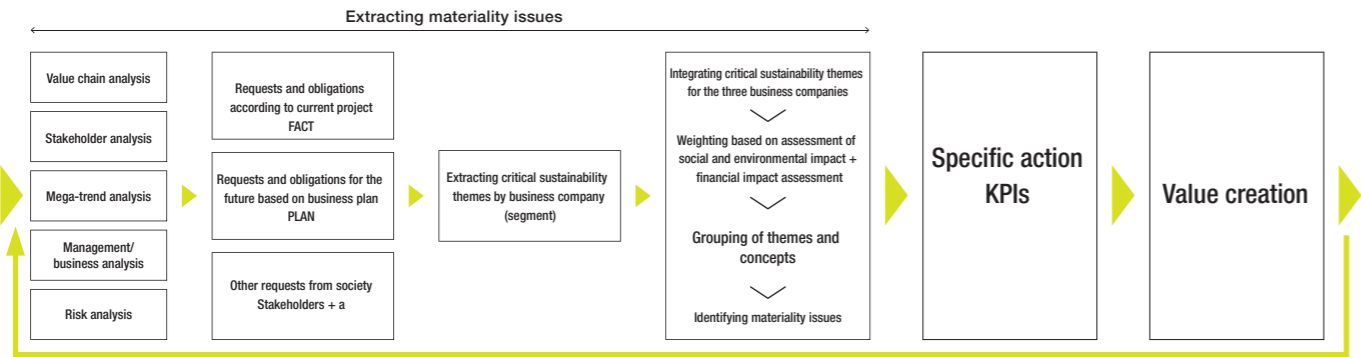 Extracting materiality issues
Value chain analysis
Stakeholder analysis
Mega-trend analysis
Management/
business analysis
Risk analysis
Requests and obligations
according to current project
FACT
Requests and obligations for the
future based on business plan
PLAN
Other requests from society
Stakeholders + a
Extracting critical sustainability
themes by business company
(segment)
Integrating critical sustainability themes
for the three business companies
Weighting based on assessment of
social and environmental impact +
financial impact assessment
Grouping of themes and
concepts
Identifying materiality issues
Specific action
KPIs
Value creation